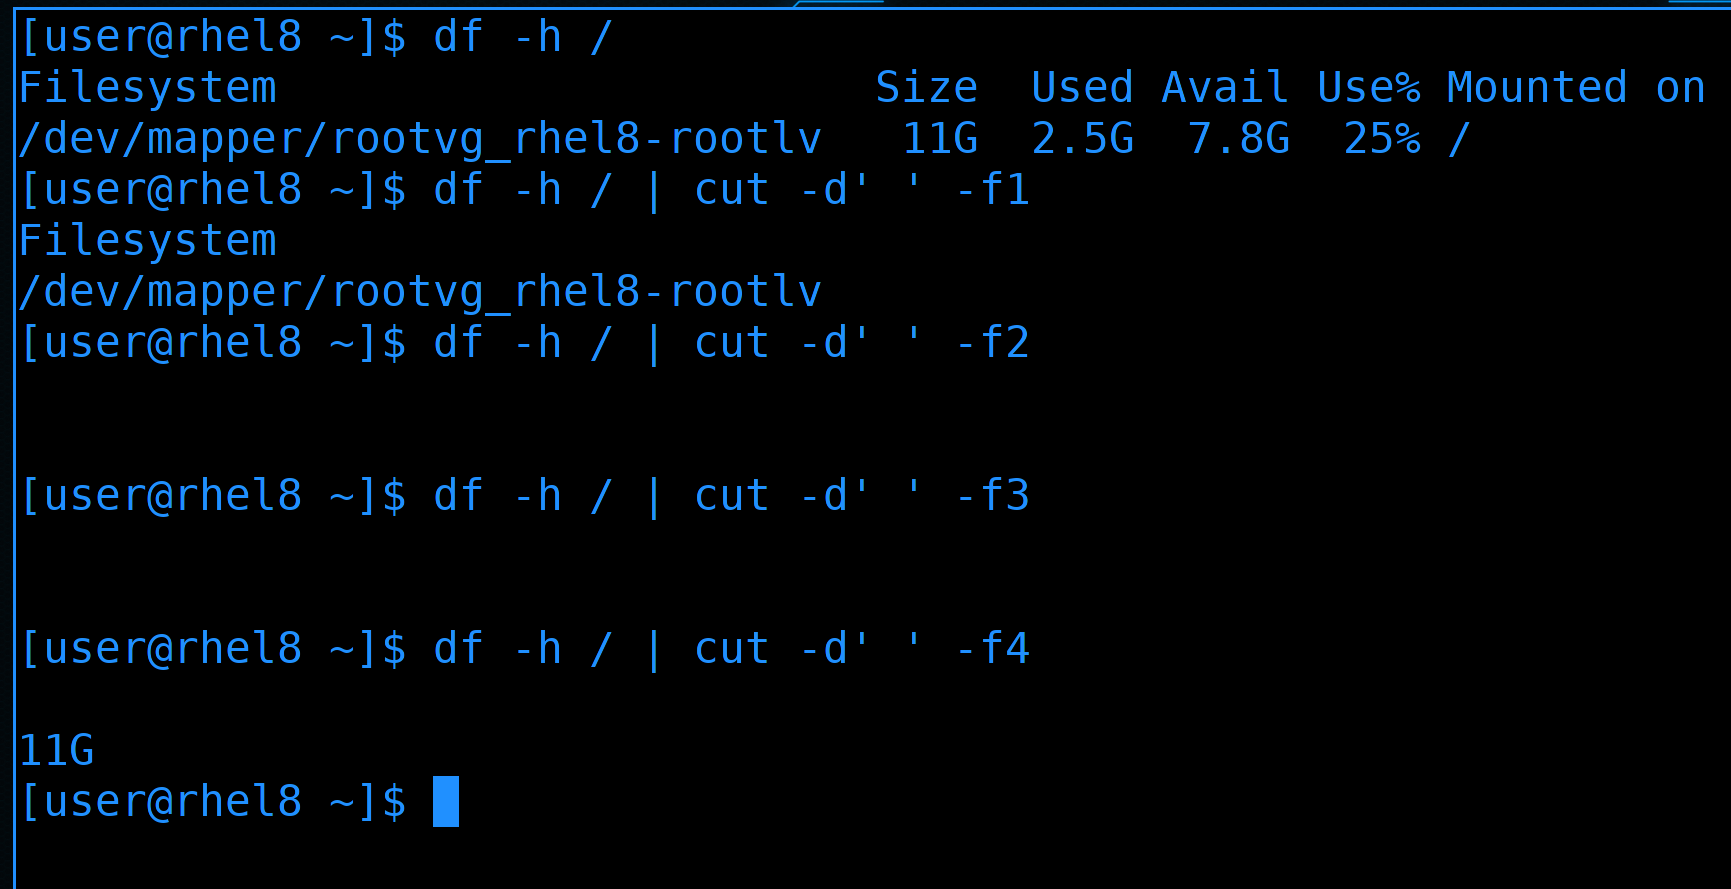 [user@rhel8 ~]$ df -h /
Filesystem                       Size  Used Avail Use% Mounted on
/dev/mapper/rootvg_rhel8-rootlv   11G  2.5G  7.8G  25% /
[user@rhel8 ~]$ df -h / | cut -d' ' -f1
Filesystem
/dev/mapper/rootvg_rhel8-rootlv
[user@rhel8 ~]$ df -h / | cut -d' ' -f2
[user@rhel8 ~]$ df -h / | cut -d' ' -f3
[user@rhel8 ~]$ df -h / | cut -d' ' -f4
11G
[user@rhel8 ~]$